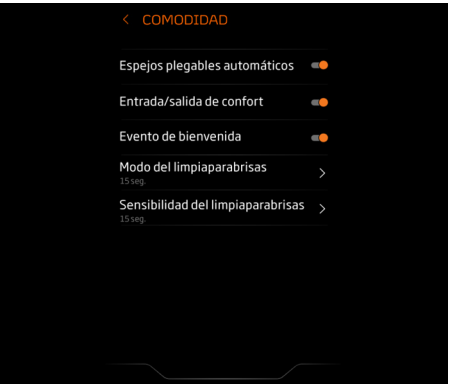 COMODIDAD
Espejos plegables automáticos
Entrada/salida de confort
Evento de bienvenida
Modo del limpiaparabrisas
15 seg.
Sensibilidad del limpiaparabrisas
15 seg.